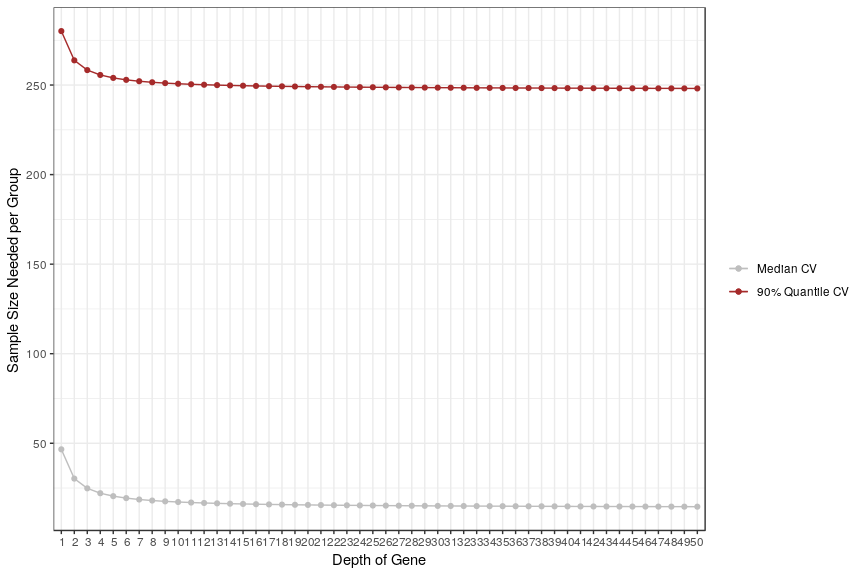 250
200
150
100
50
Sample Size Needed per Group
1 2 3 4 5 6 7 8 9 10 11 12 13 14 15 16 17 18 19 20 21 22 23 24 25 26 27 28 29 30 31 32 33 34 35 36 37 38 39 40 41 42 43 44 45 46 47 48 49 50
Depth of Gene
Median CV
90% Quantile CV